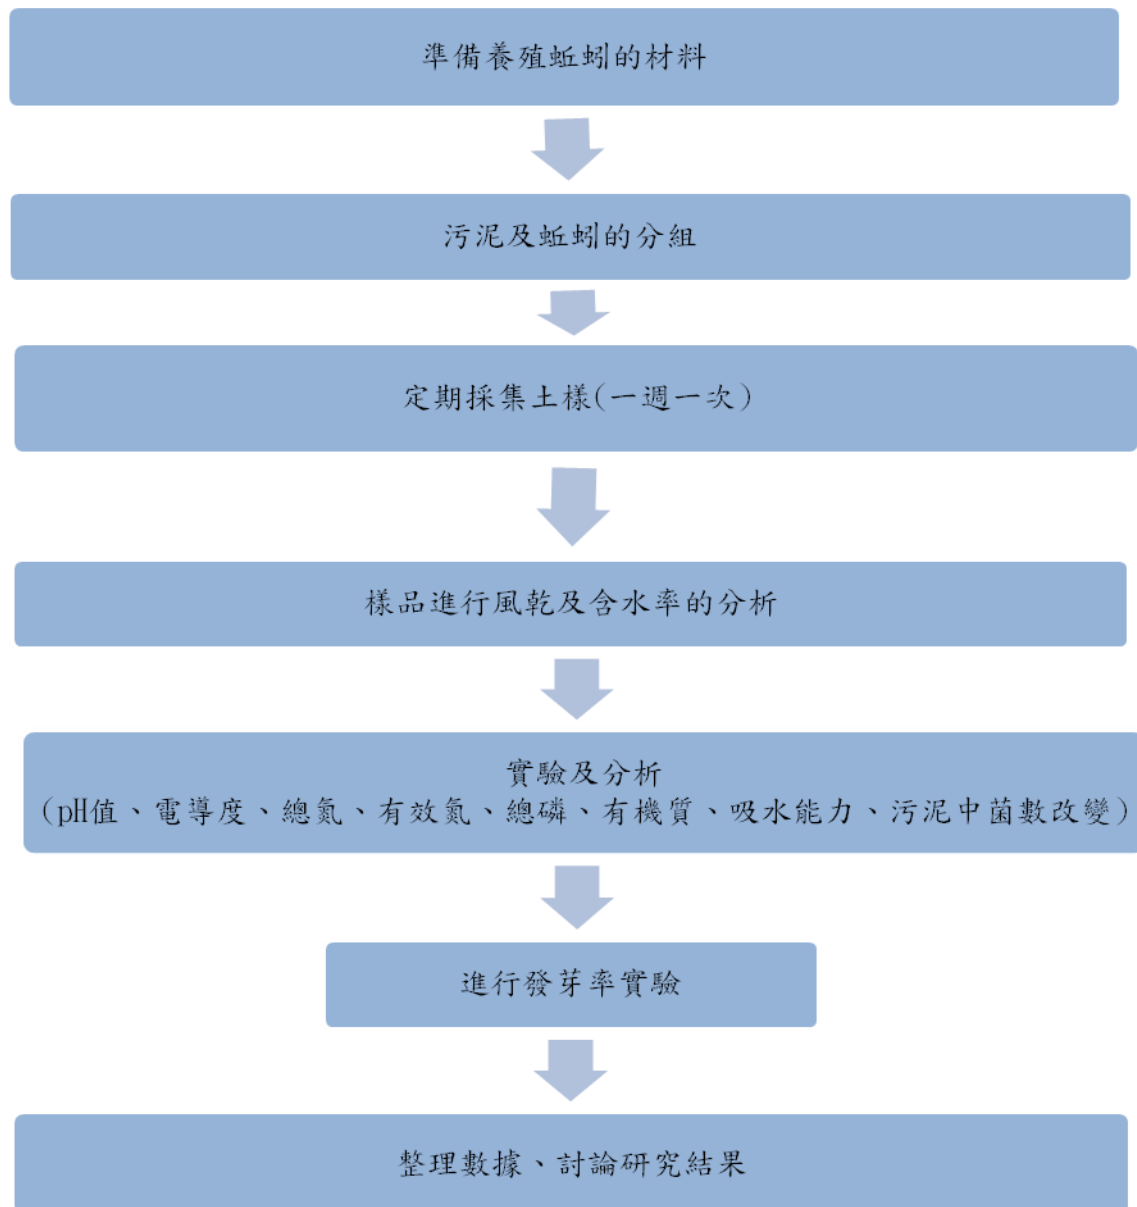 準備養殖蚯蚓的材料
污泥及蚯蚓的分組
定期採集土樣(一週一次)
樣品進行風乾及含水率的分析
實驗及分析
(pH值、電導度、總氮、有效氮、總磷、有機質、吸水能力、污泥中菌數改變)
進行發芽率實驗
整理數據、討論研究結果